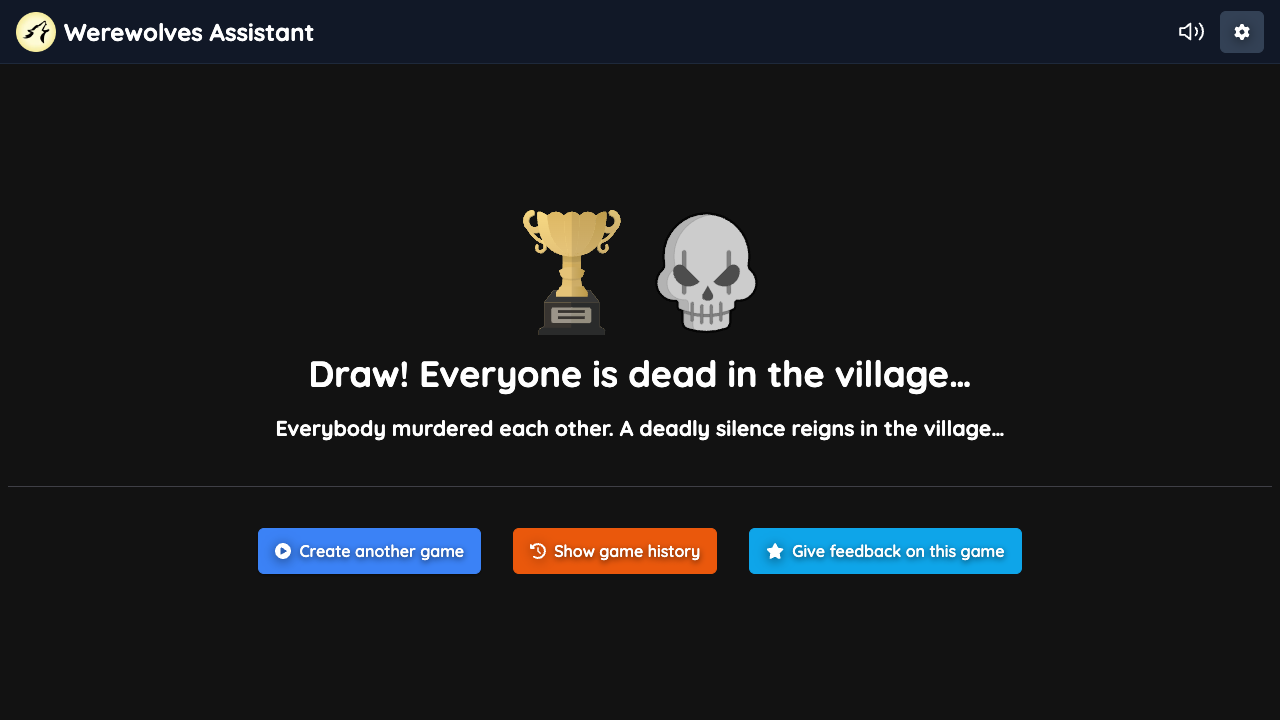 Werewolves Assistant
Draw! Everyone is dead in the village...
Everybody murdered each other. A deadly silence reigns in the village...
Create another game
Show game history
Give feedback on this game